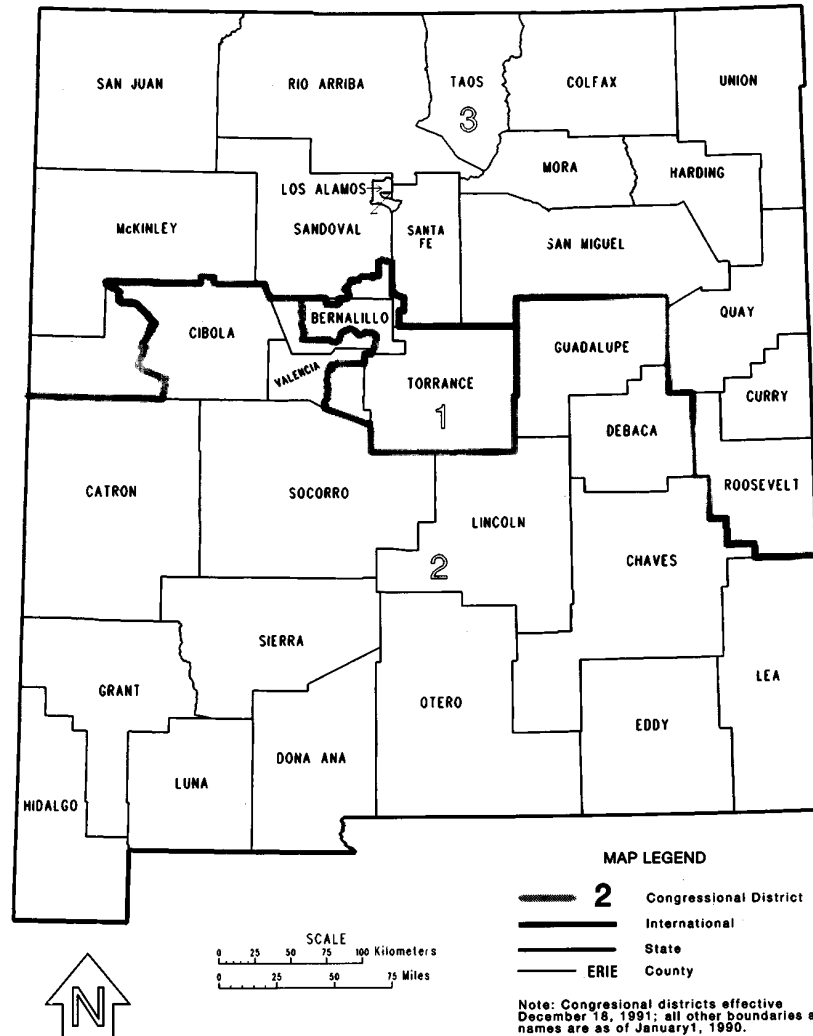 SAN JUAN
RIO ARRIBA
TAOS
COLFAX
UNION
3
MORA
HARDING
LOS ALAMOS
McKINLEY
SANDOVAL
SANTA
FE
SAN MIGUEL
QUAY
BERNALILLO
CIBOLA
GUADALUPE
VALENCIA
TORRANCE
CURRY
1
DEBACA
ROOSEVELT
CATRON
SOCORRO
LINCOLN
CHAVES
2
SIERRA
GRANT
OTERO
LEA
EDDY
DONA ANA
LUNA
HIDALGO
MAP LEGEND
2 Congressional District
International
State
ERIE County
SCALE
0 25 50 75 100 Kilometers
0 25 50 75 Miles
N
Note: Congresional districts effective
December 18, 1991; all other boundaries a
names are as of January1, 1990.